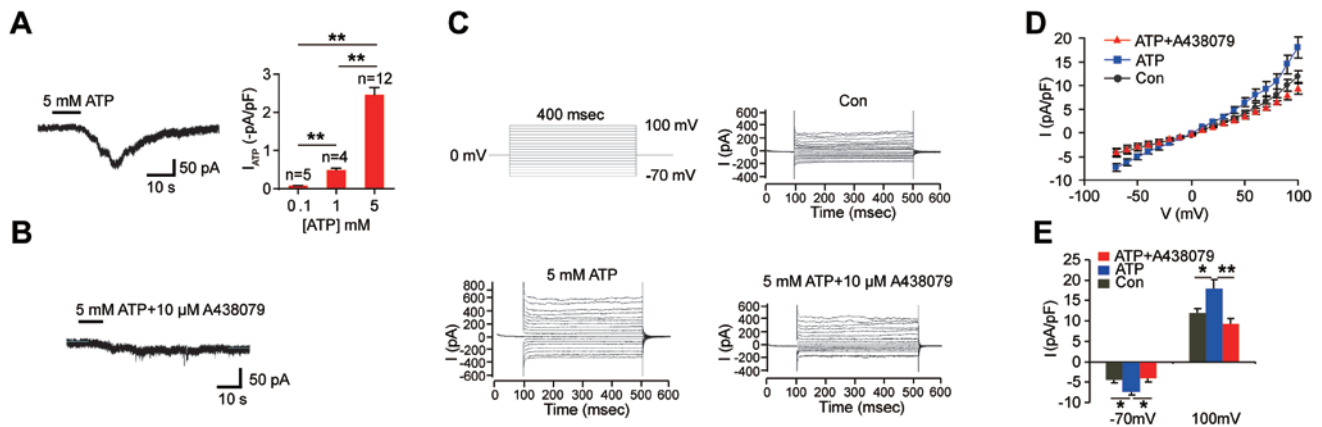 A
5 mM ATP
50 pA
10 s
I_ATP (-pA/pF)
3
2
1
0
**
**
**
n=5
n=4
n=12
0.1
1
5
[ATP] mM
B
5 mM ATP+10 µM A438079
50 pA
10 s
C
400 msec
100 mV
0 mV
-70 mV
Con
I (pA)
600
400
200
0
-200
-400
0 100 200 300 400 500 600
Time (msec)
5 mM ATP
I (pA)
800
600
400
200
0
-200
-400
-600
0 100 200 300 400 500 600
Time (msec)
5 mM ATP+10 µM A438079
I (pA)
600
400
200
0
-200
-400
0 100 200 300 400 500 600
Time (msec)
D
ATP+A438079
ATP
Con
I (pA/pF)
20
15
10
5
0
-5
-10
-100 -50 0 50 100
V (mV)
E
ATP+A438079
ATP
Con
I (pA/pF)
25
20
15
10
5
0
-5
-10
* **
* *
-70mV 100mV